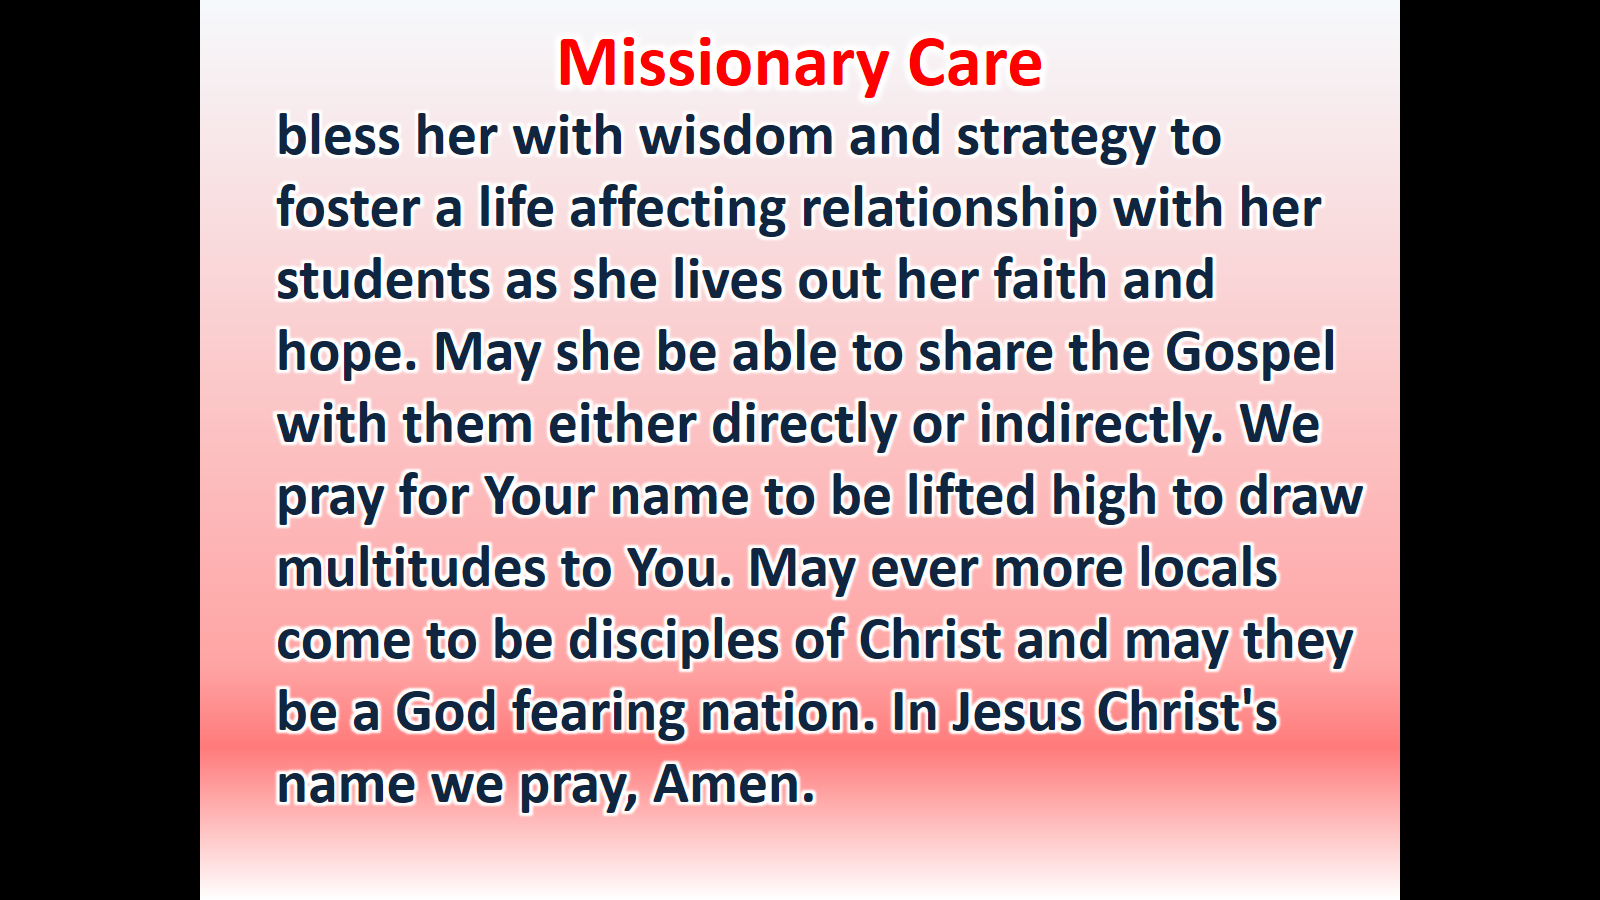 Missionary Care
bless her with wisdom and strategy to
foster a life affecting relationship with her
students as she lives out her faith and
hope. May she be able to share the Gospel
with them either directly or indirectly. We
pray for Your name to be lifted high to draw
multitudes to You. May ever more locals
come to be disciples of Christ and may they
be a God fearing nation. In Jesus Christ's
name we pray, Amen.